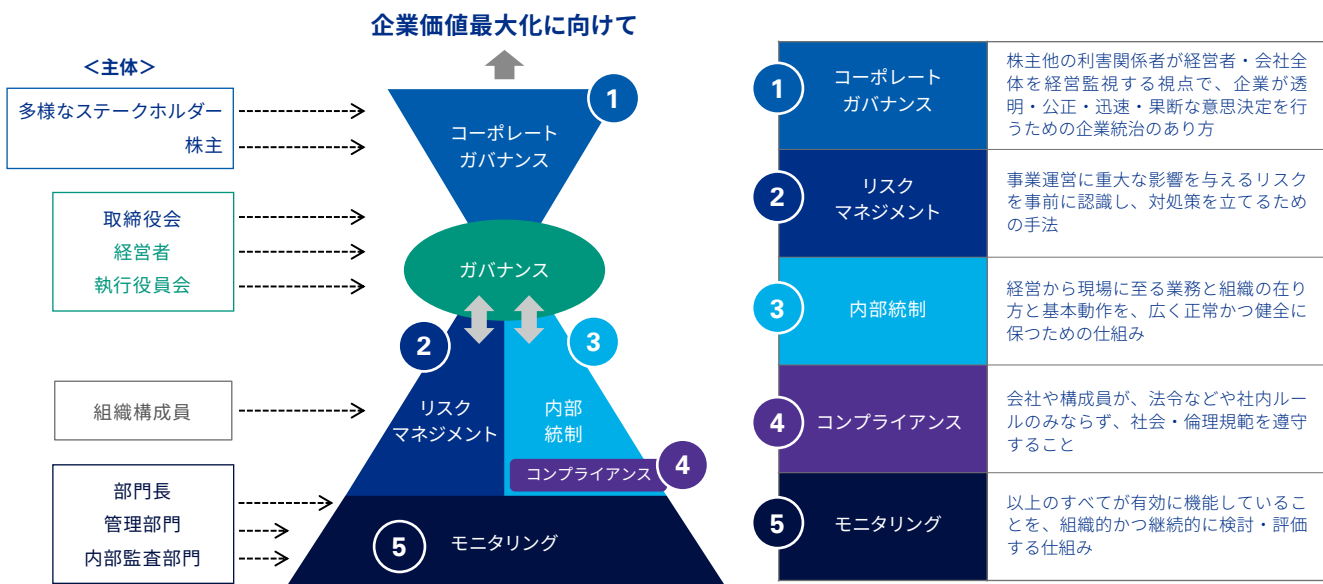 企業価値最大化に向けて
＜主体＞
多様なステークホルダー
株主
取締役会
経営者
執行役員会
組織構成員
部門長
管理部門
内部監査部門
1
コーポレート
ガバナンス
ガバナンス
2
3
リスク
マネジメント
内部
統制
コンプライアンス
4
5
モニタリング
1
コーポレート
ガバナンス
株主他の利害関係者が経営者・会社全
体を経営監視する視点で、企業が透
明・公正・迅速・果断な意思決定を行
うための企業統治のあり方
2
リスク
マネジメント
事業運営に重大な影響を与えるリスク
を事前に認識し、対処策を立てるため
の手法
3
内部統制
経営から現場に至る業務と組織の在り
方と基本動作を、広く正常かつ健全に
保つための仕組み
4
コンプライアンス
会社や構成員が、法令などや社内ルー
ルのみならず、社会・倫理規範を遵守
すること
5
モニタリング
以上のすべてが有効に機能しているこ
とを、組織的かつ継続的に検討・評価
する仕組み